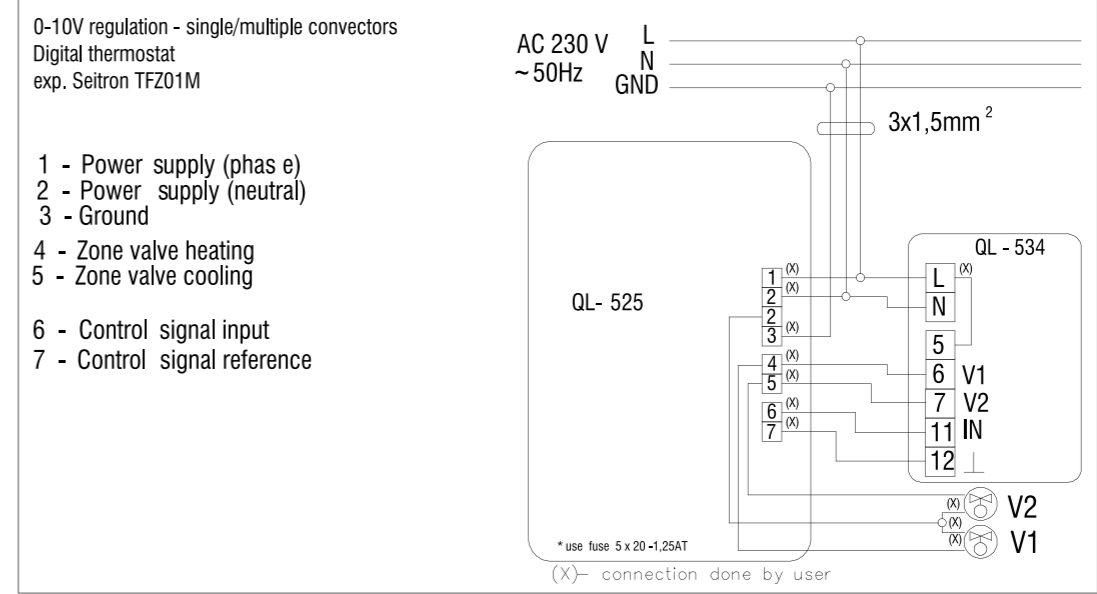 0-10V regulation - single/multiple convectors
Digital thermostat
exp. Seitron TFZ01M
1 - Power supply (phas e)
2 - Power supply (neutral)
3 - Ground
4 - Zone valve heating
5 - Zone valve cooling
6 - Control signal input
7 - Control signal reference
AC 230 V
~50Hz
L
N
GND
3x1,5mm²
QL- 525
1 (X)
2 (X)
2
3 (X)
4 (X)
5 (X)
6 (X)
7 (X)
* use fuse 5 x 20 -1,25AT
QL - 534
L (X)
N
5
6 V1
7 V2
11 IN
12 ⊥
(X) V2
(X)
(X) V1
(X)- connection done by user